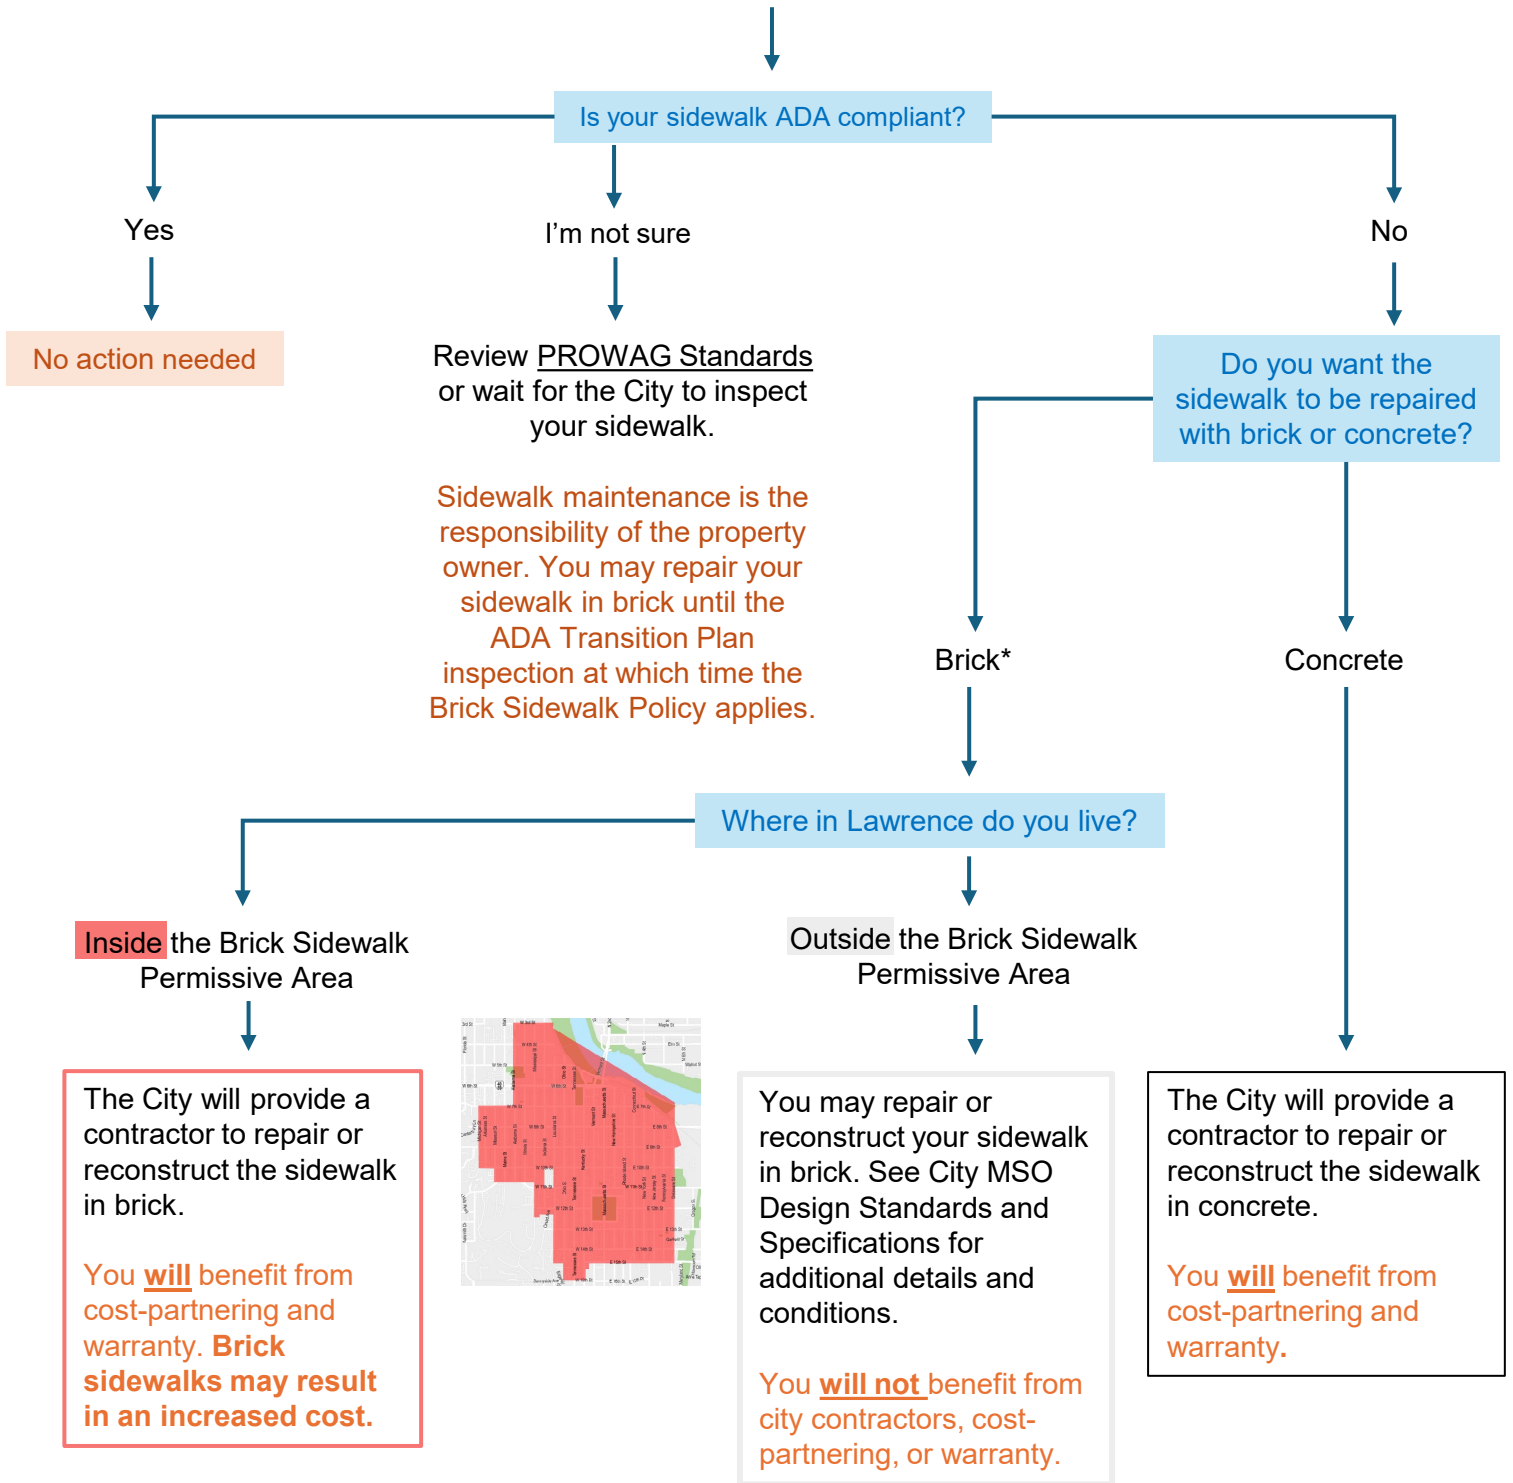 Is your sidewalk ADA compliant?
Yes
I'm not sure
No
No action needed
Review PROWAG Standards
or wait for the City to inspect
your sidewalk.
Sidewalk maintenance is the
responsibility of the property
owner. You may repair your
sidewalk in brick until the
ADA Transition Plan
inspection at which time the
Brick Sidewalk Policy applies.
Do you want the
sidewalk to be repaired
with brick or concrete?
Brick*
Concrete
Where in Lawrence do you live?
Inside the Brick Sidewalk
Permissive Area
Outside the Brick Sidewalk
Permissive Area
The City will provide a
contractor to repair or
reconstruct the sidewalk
in brick.
You will benefit from
cost-partnering and
warranty. Brick
sidewalks may result
in an increased cost.
You may repair or
reconstruct your sidewalk
in brick. See City MSO
Design Standards and
Specifications for
additional details and
conditions.
You will not benefit from
city contractors, cost-
partnering, or warranty.
The City will provide a
contractor to repair or
reconstruct the sidewalk
in concrete.
You will benefit from
cost-partnering and
warranty.